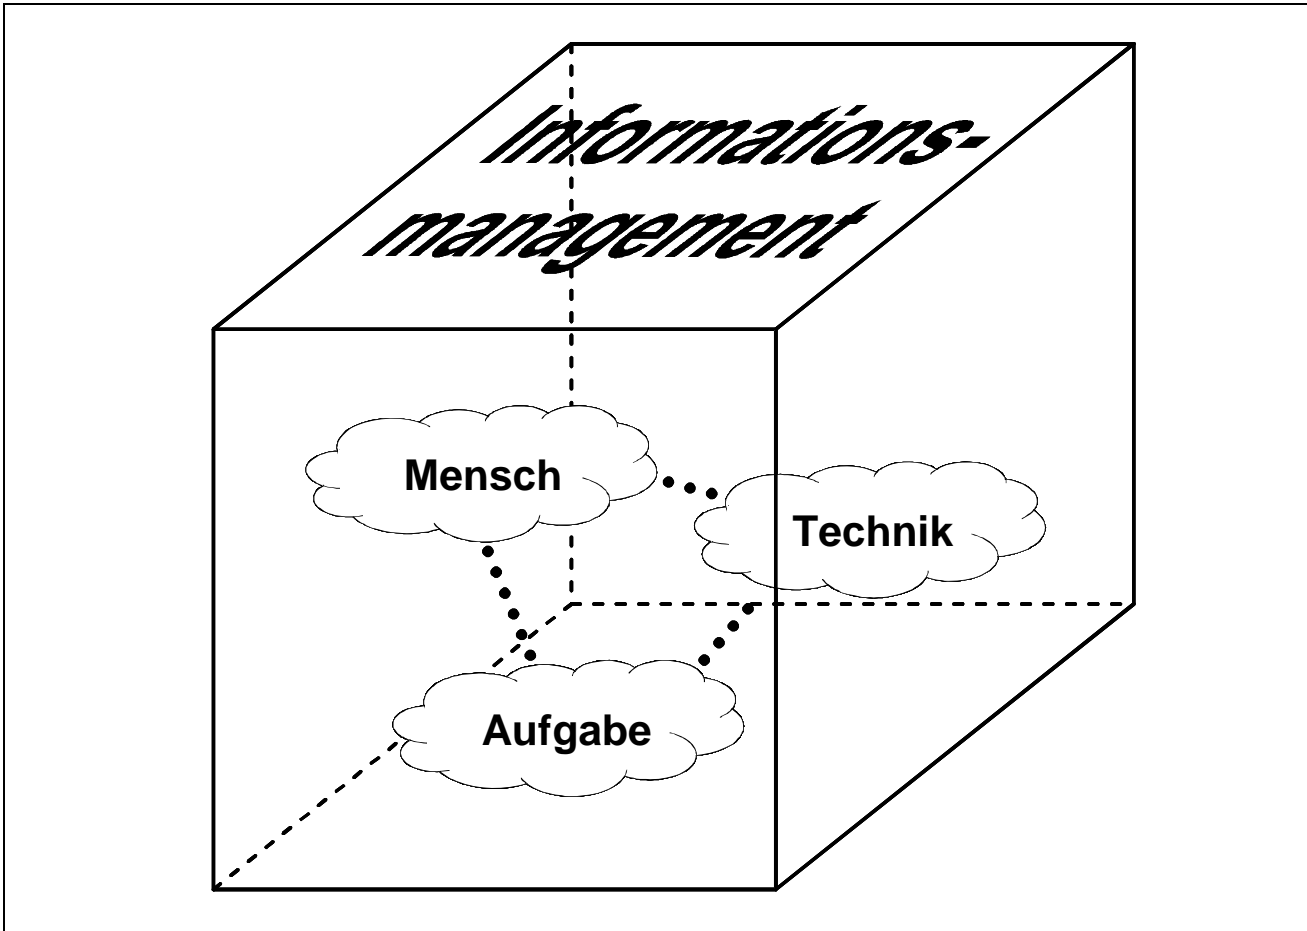 Informations-
management
Mensch
Technik
Aufgabe